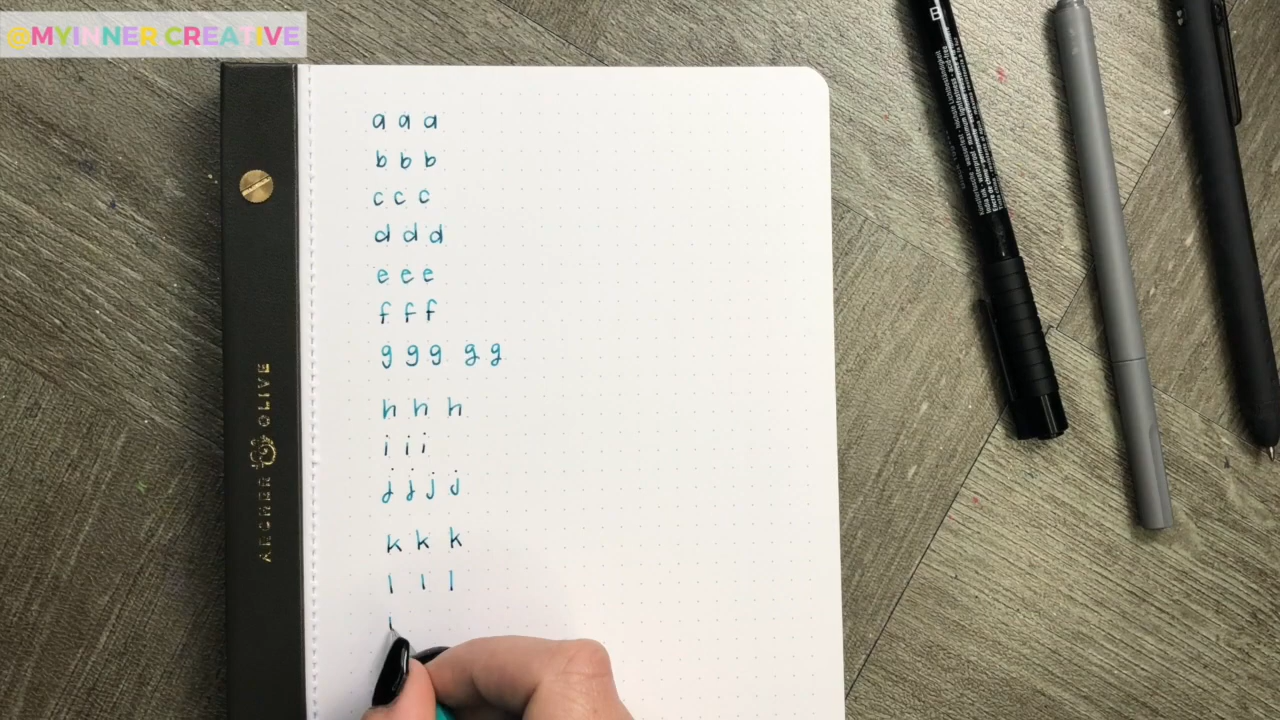 @MYINNER CREATIVE
a a a
b b b
c c c
d d d
e e e
f f f
g g g g g
h h h
i i i
j j j j
k k k
l l l
ARCHER & OLIVE
B